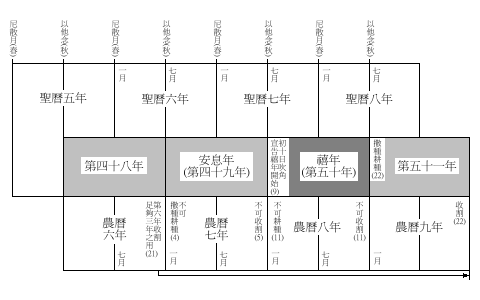 尼散月(春)
以他念(秋)
尼散月(春)
以他念(秋)
尼散月(春)
以他念(秋)
尼散月(春)
以他念(秋)
一月
七月
一月
七月
一月
七月
聖曆五年
聖曆六年
聖曆七年
聖曆八年
第四十八年
安息年
(第四十九年)
初十日吹角
宣告禧年開始
(9)
禧年
(第五十年)
撒種耕種
(22)
第五十一年
第六年收割
足夠三年之用
(21)
不可
撒種耕種
(4)
不可收割
(5)
不可耕種
(11)
不可收割
(11)
收割
(22)
農曆
六年
農曆
七年
農曆八年
農曆九年
七月
一月
七月
一月
七月
一月